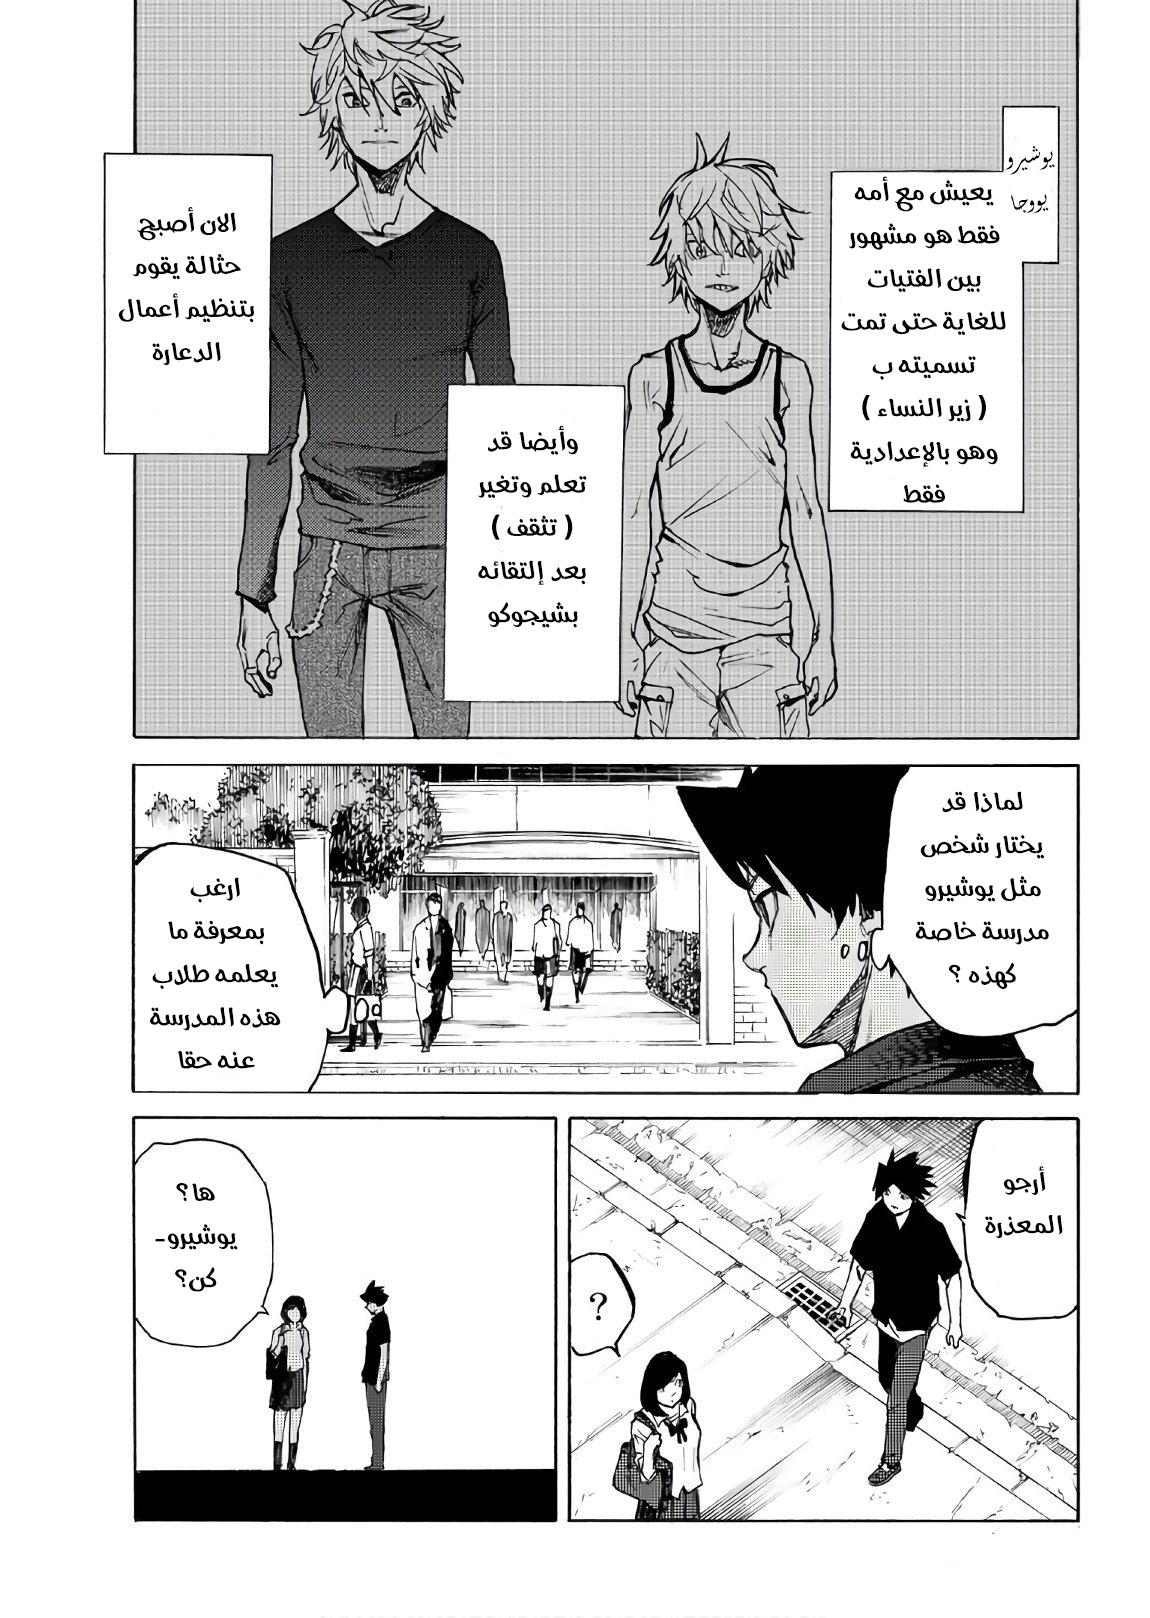 يوشيرو
يووجا
يعيش مع أمه
فقط هو مشهور
بين الفتيات
للغاية حتى تمت
تسميته ب
( زير النساء )
وهو بالإعدادية
فقط
وأيضا قد
تعلم وتغير
( تثقف )
بعد إلتقائه
بشيجوكو
الان أصبح
حثالة يقوم
بتنظيم أعمال
الدعارة
لماذا قد
يختار شخص
مثل يوشيرو
مدرسة خاصة
كهذه ؟
ارغب
بمعرفة ما
يعلمه طلاب
هذه المدرسة
عنه حقا
أرجو
المعذرة
?
ها؟
يوشيرو-
كن؟